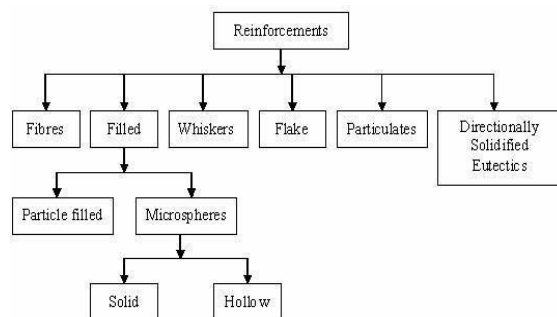 Reinforcements
Fibres
Filled
Whiskers
Flake
Particulates
Directionally
Solidified
Eutectics
Particle filled
Microspheres
Solid
Hollow